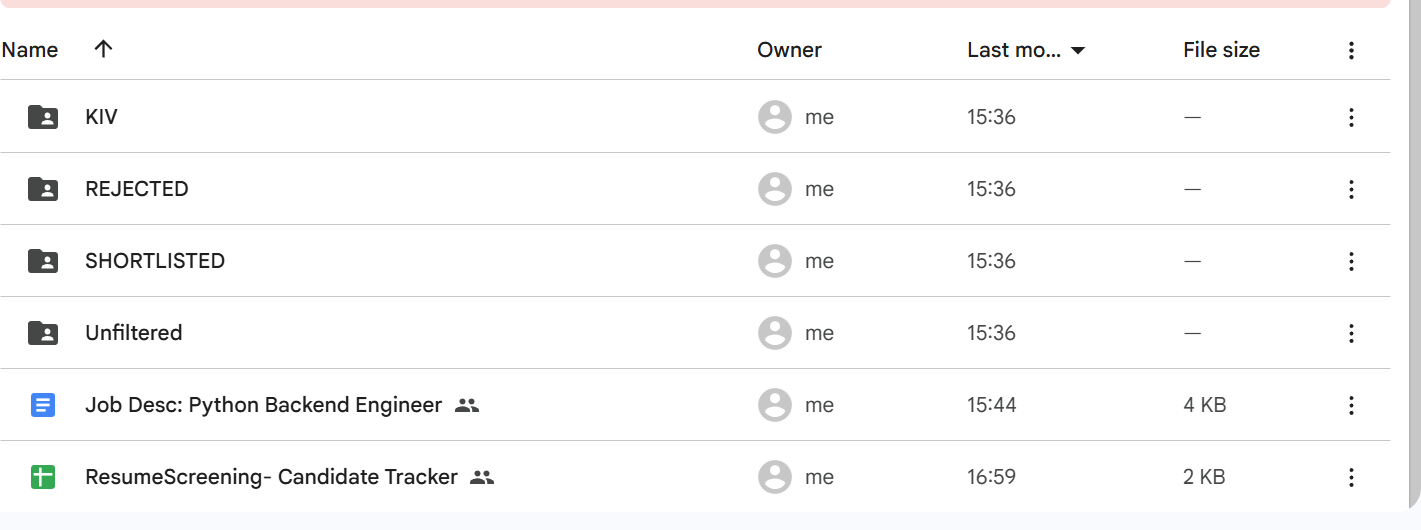 Name Owner Last mo... File size
KIV me 15:36 —
REJECTED me 15:36 —
SHORTLISTED me 15:36 —
Unfiltered me 15:36 —
Job Desc: Python Backend Engineer me 15:44 4 KB
ResumeScreening- Candidate Tracker me 16:59 2 KB